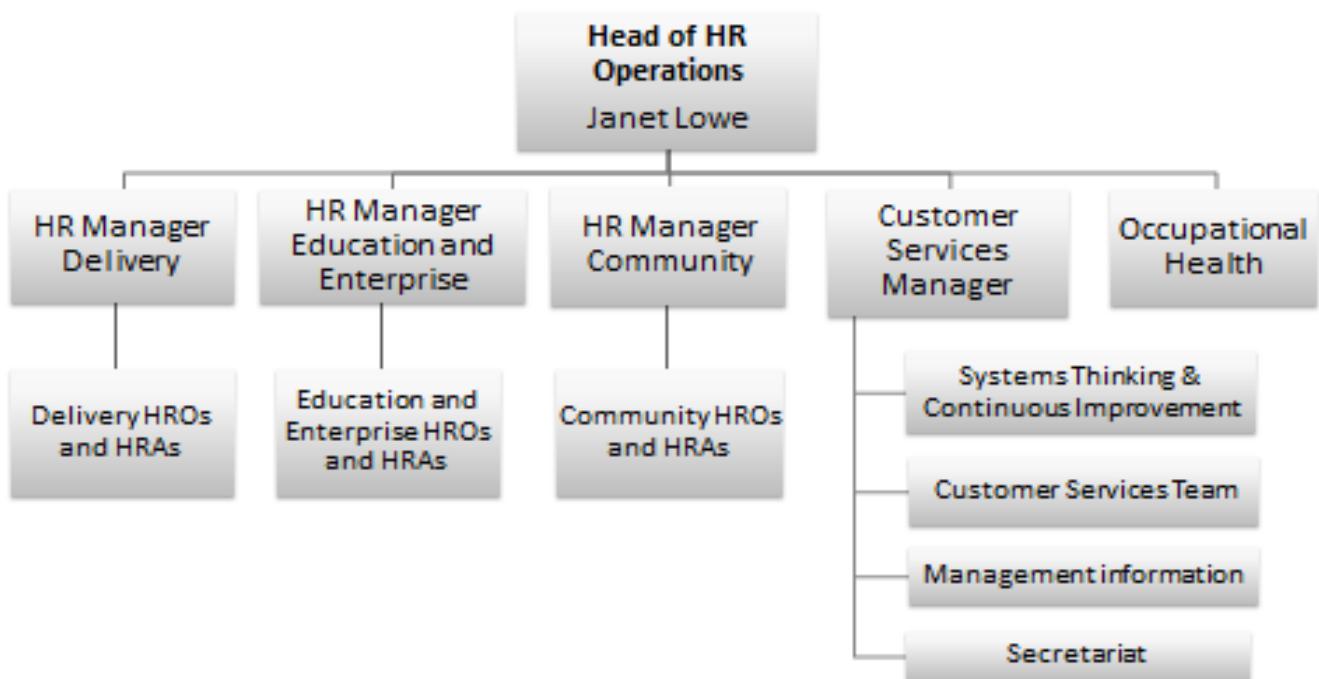 Head of HR
Operations
Janet Lowe
HR Manager
Delivery
HR Manager
Education and
Enterprise
HR Manager
Community
Customer
Services
Manager
Occupational
Health
Delivery HROs
and HRAs
Education and
Enterprise HROs
and HRAs
Community HROs
and HRAs
Systems Thinking &
Continuous Improvement
Customer Services Team
Management information
Secretariat